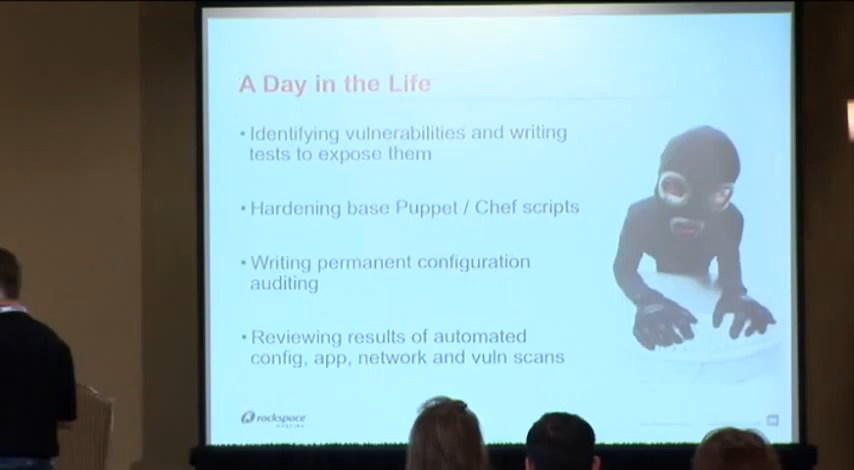 A Day in the Life
• Identifying vulnerabilities and writing
tests to expose them
• Hardening base Puppet / Chef scripts
• Writing permanent configuration
auditing
• Reviewing results of automated
config, app, network and vuln scans
rackspace
HOSTING